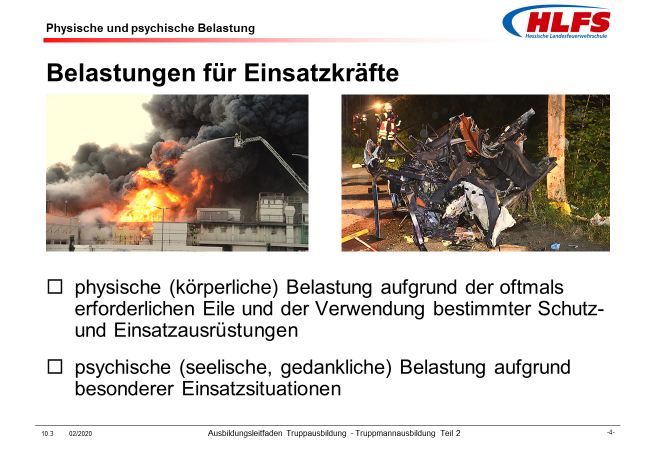 Physische und psychische Belastung
HLFS
Hessische Landesfeuerwehrschule
Belastungen für Einsatzkräfte
physische (körperliche) Belastung aufgrund der oftmals
erforderlichen Eile und der Verwendung bestimmter Schutz-
und Einsatzausrüstungen
psychische (seelische, gedankliche) Belastung aufgrund
besonderer Einsatzsituationen
10.3 02/2020 Ausbildungsleitfaden Truppausbildung - Truppmannausbildung Teil 2 -4-